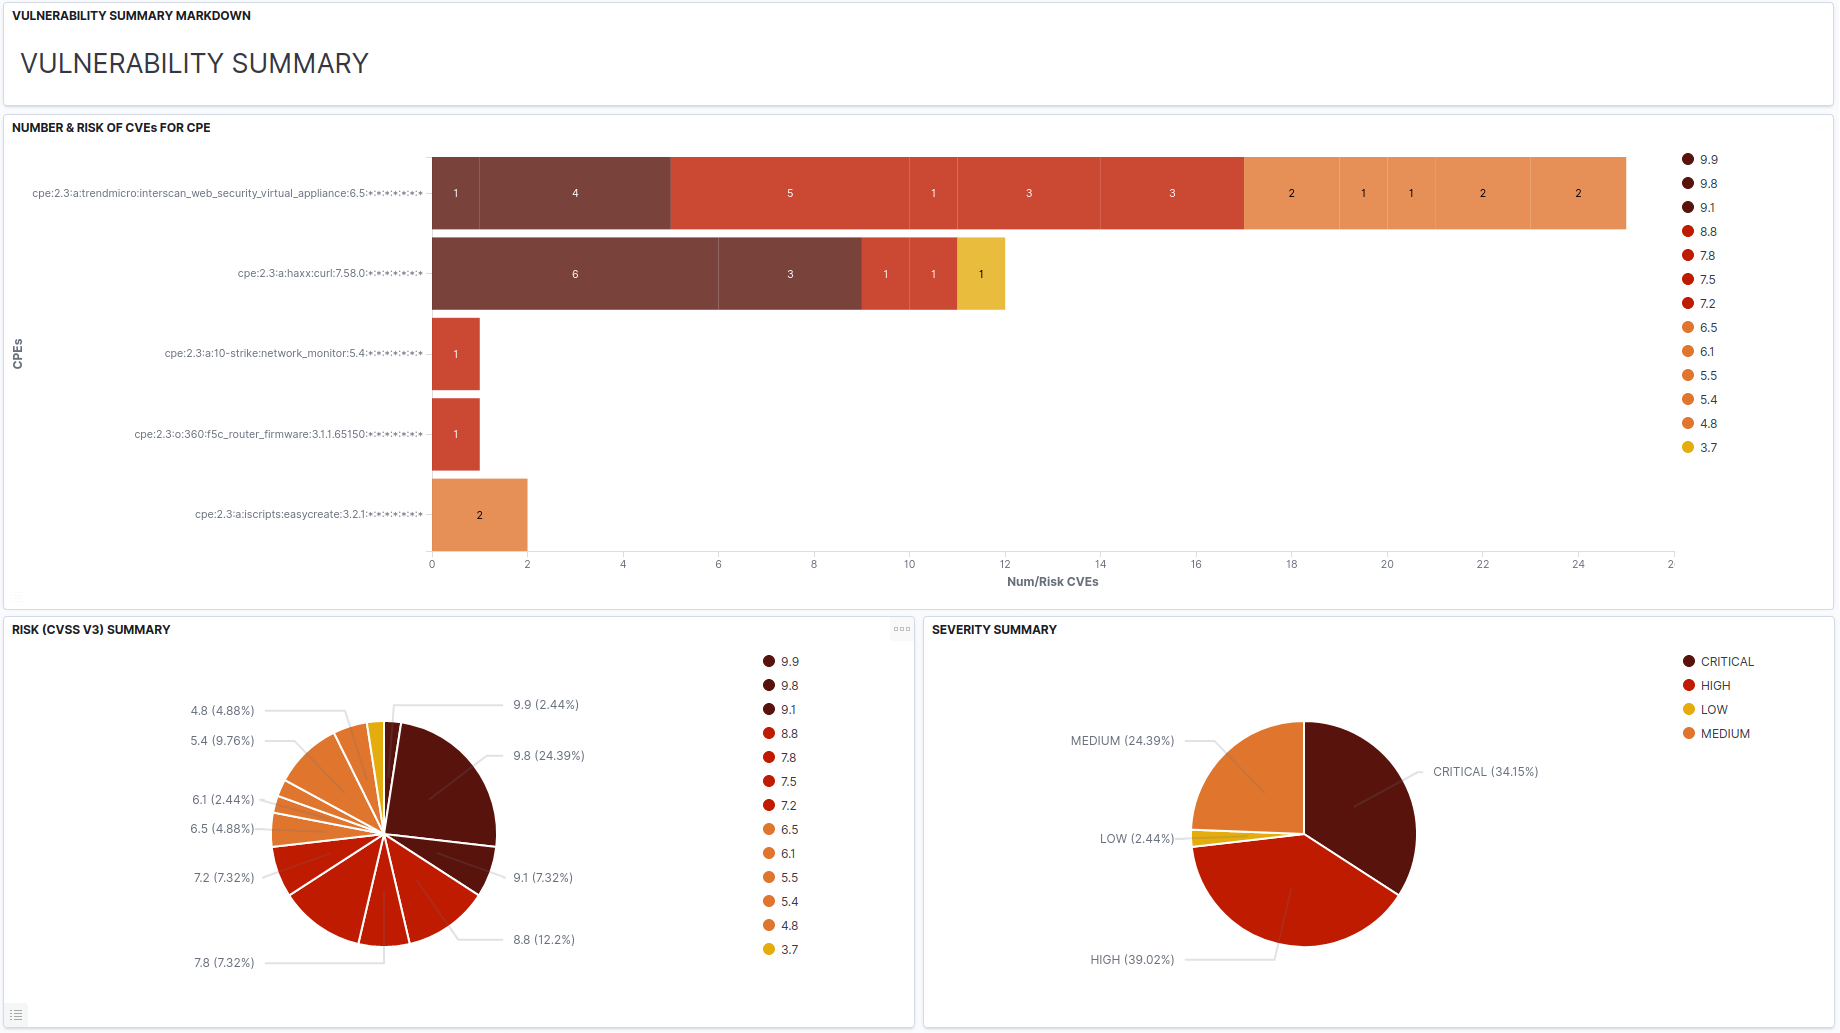 VULNERABILITY SUMMARY MARKDOWN
VULNERABILITY SUMMARY
NUMBER & RISK OF CVEs FOR CPE
CPEs
cpe:2.3:a:trendmicro:interscan_web_security_virtual_appliance:6.5:*:*:*:*:*:*:*
1 4 5 1 3 3 2 1 1 2 2
cpe:2.3:a:haxx:curl:7.58.0:*:*:*:*:*:*:*
6 3 1 1 1
cpe:2.3:a:10-strike:network_monitor:5.4:*:*:*:*:*:*:*
1
cpe:2.3:o:360:f5c_router_firmware:3.1.1.65150:*:*:*:*:*:*:*
1
cpe:2.3:a:iscripts:easycreate:3.2.1:*:*:*:*:*:*:*
2
0 2 4 6 8 10 12 14 16 18 20 22 24 2
Num/Risk CVEs
9.9
9.8
9.1
8.8
7.8
7.5
7.2
6.5
6.1
5.5
5.4
4.8
3.7
RISK (CVSS V3) SUMMARY
9.9 (2.44%)
9.8 (24.39%)
9.1 (7.32%)
8.8 (12.2%)
7.8 (7.32%)
7.2 (7.32%)
6.5 (4.88%)
6.1 (2.44%)
5.4 (9.76%)
4.8 (4.88%)
9.9
9.8
9.1
8.8
7.8
7.5
7.2
6.5
6.1
5.5
5.4
4.8
3.7
SEVERITY SUMMARY
MEDIUM (24.39%)
CRITICAL (34.15%)
LOW (2.44%)
HIGH (39.02%)
CRITICAL
HIGH
LOW
MEDIUM